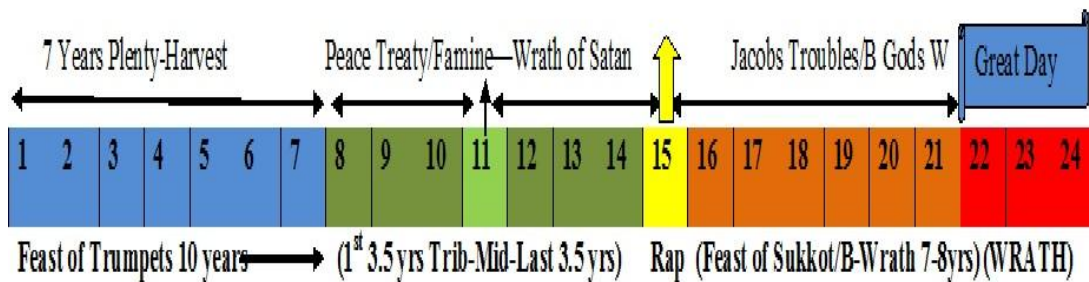 7 Years Plenty-Harvest Peace Treaty/Famine—Wrath of Satan Jacobs Troubles/B Gods W Great Day
1 2 3 4 5 6 7 8 9 10 11 12 13 14 15 16 17 18 19 20 21 22 23 24
Feast of Trumpets 10 years (1st 3.5 yrs Trib-Mid-Last 3.5 yrs) Rap (Feast of Sukkot/B-Wrath 7-8yrs) (WRATH)